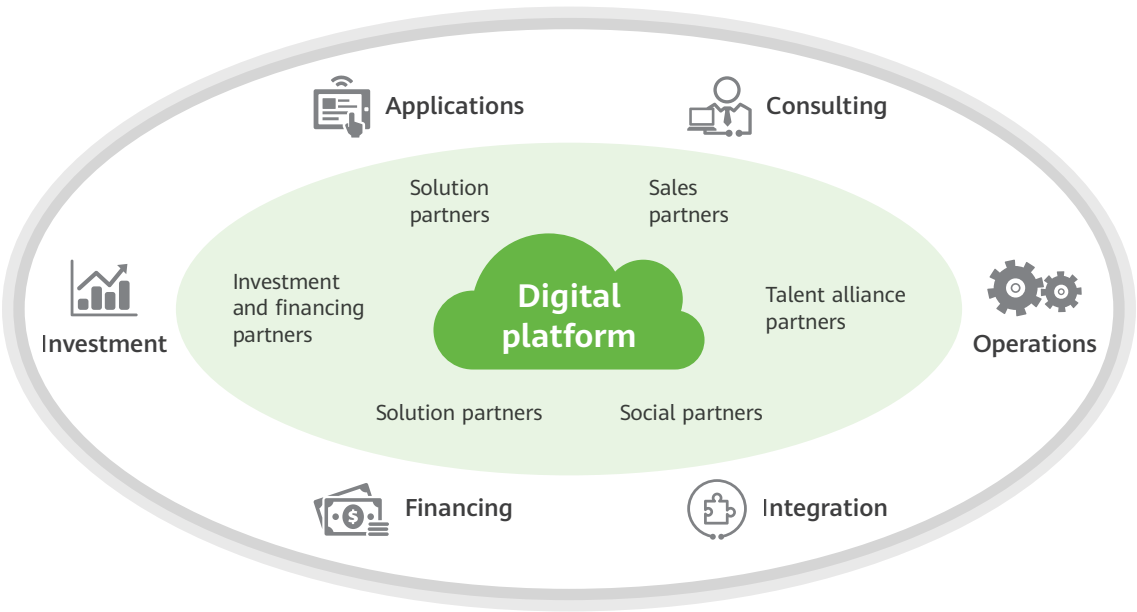 Applications
Consulting
Solution
partners
Sales
partners
Investment
and financing
partners
Digital
platform
Talent alliance
partners
Investment
Operations
Solution partners
Social partners
Financing
Integration